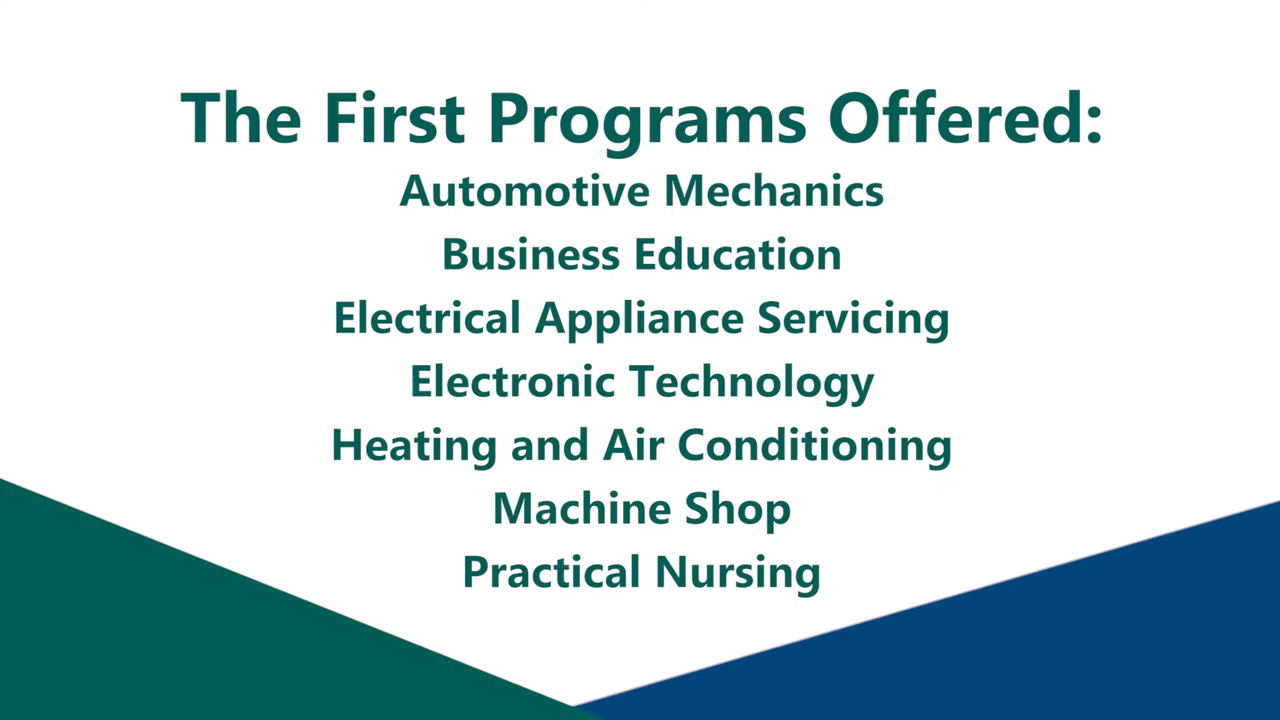 The First Programs Offered:
Automotive Mechanics
Business Education
Electrical Appliance Servicing
Electronic Technology
Heating and Air Conditioning
Machine Shop
Practical Nursing